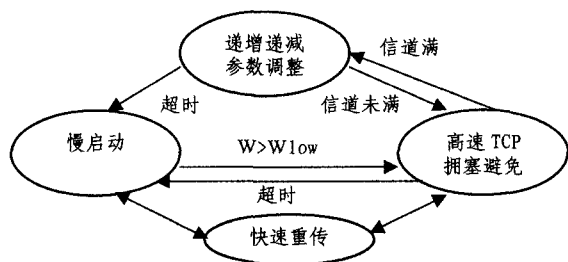 递增递减
参数调整
信道满
超时
信道未满
慢启动
W>Wlow
高速 TCP
拥塞避免
超时
快速重传